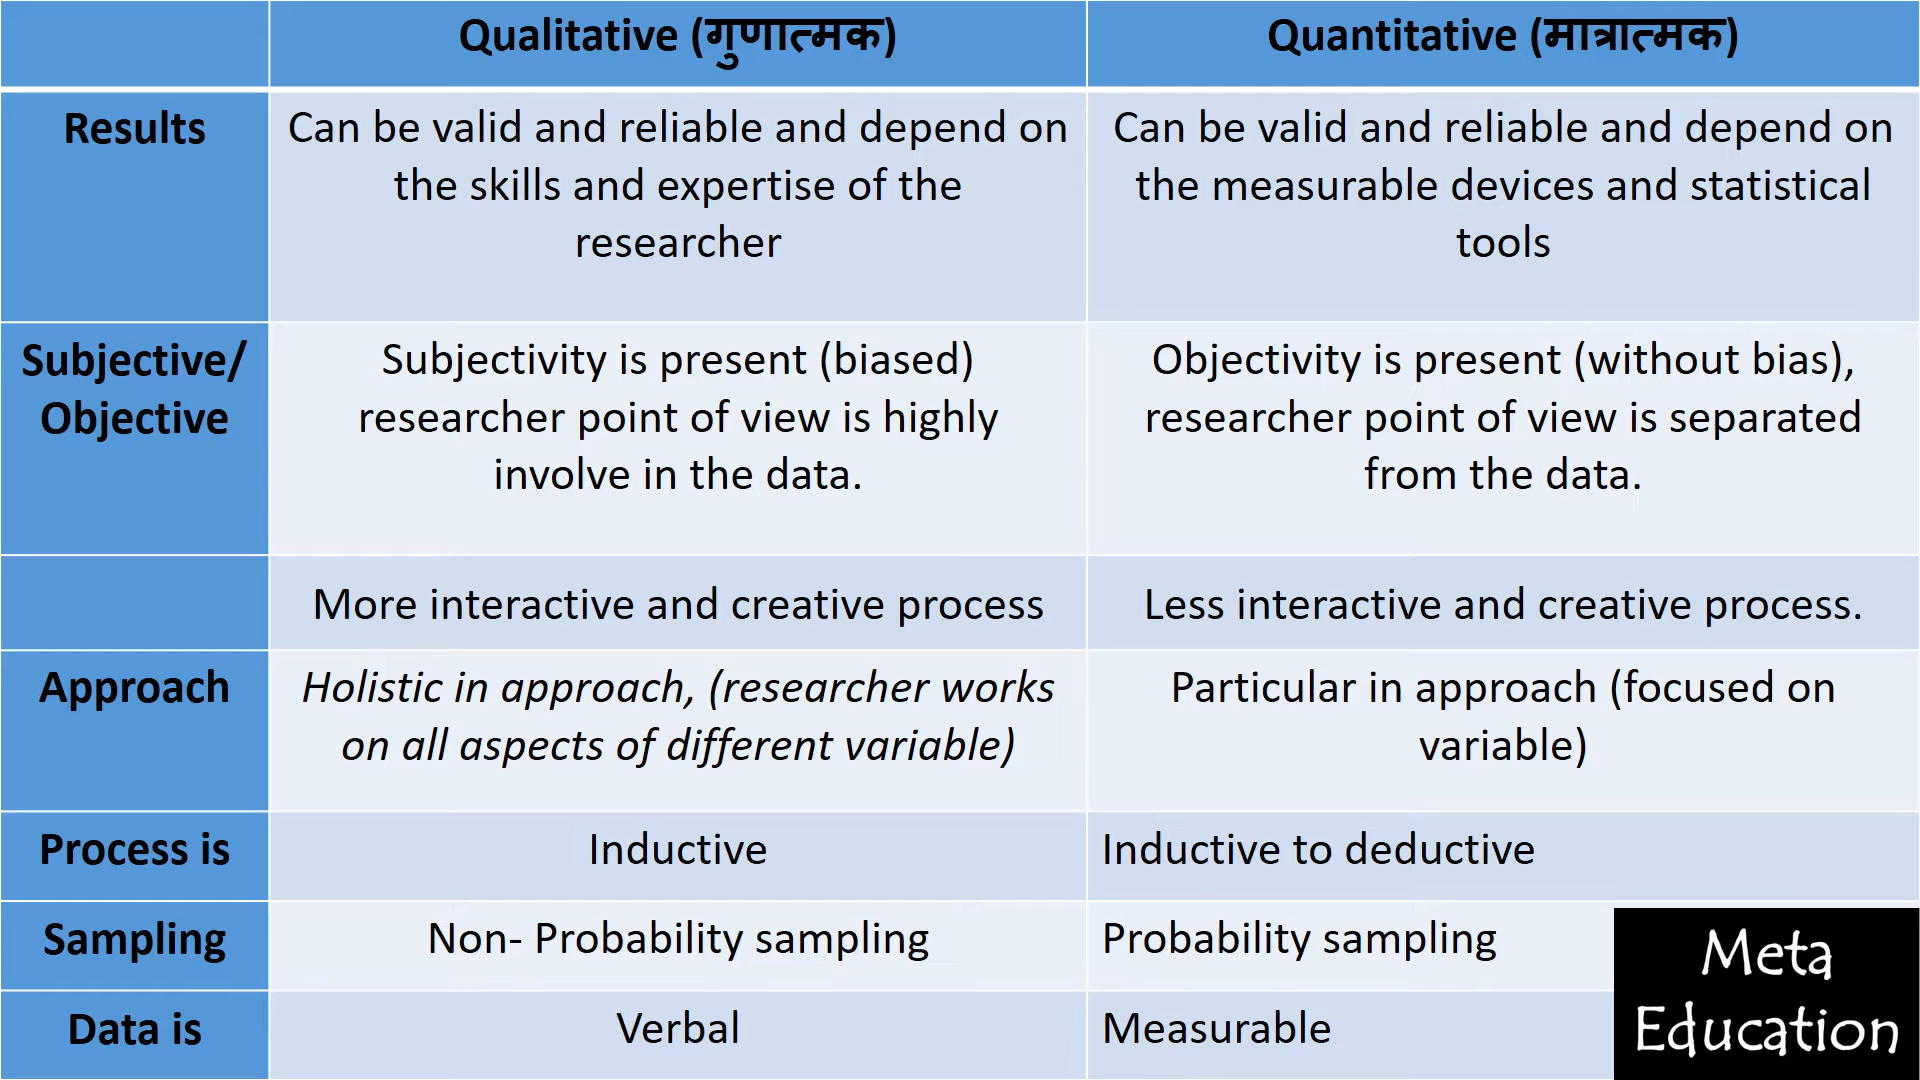 Qualitative (गुणात्मक)
Quantitative (मात्रात्मक)
Results
Can be valid and reliable and depend on
the skills and expertise of the
researcher
Can be valid and reliable and depend on
the measurable devices and statistical
tools
Subjective/
Objective
Subjectivity is present (biased)
researcher point of view is highly
involve in the data.
Objectivity is present (without bias),
researcher point of view is separated
from the data.
More interactive and creative process
Less interactive and creative process.
Approach
Holistic in approach, (researcher works
on all aspects of different variable)
Particular in approach (focused on
variable)
Process is
Inductive
Inductive to deductive
Sampling
Non- Probability sampling
Probability sampling
Data is
Verbal
Measurable
Meta
Education